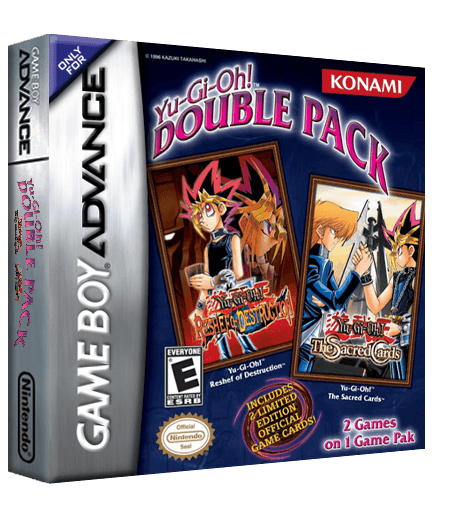 GAME BOY ADVANCE
Yu-Gi-Oh!
DOUBLE PACK
Nintendo®
ONLY
FOR
GAME BOY ADVANCE
© 1996 KAZUKI TAKAHASHI
Yu-Gi-Oh!™
DOUBLE PACK
KONAMI
Yu-Gi-Oh!
RESHEF OF DESTRUCTION
Yu-Gi-Oh!™
Reshef of Destruction™
Yu-Gi-Oh!
The Sacred Cards
Yu-Gi-Oh!™
The Sacred Cards™
EVERYONE
E
CONTENT RATED BY
ESRB
Official
Nintendo
Seal
INCLUDES
2 LIMITED
EDITION
OFFICIAL
GAME CARDS!
2 Games
on 1 Game Pak